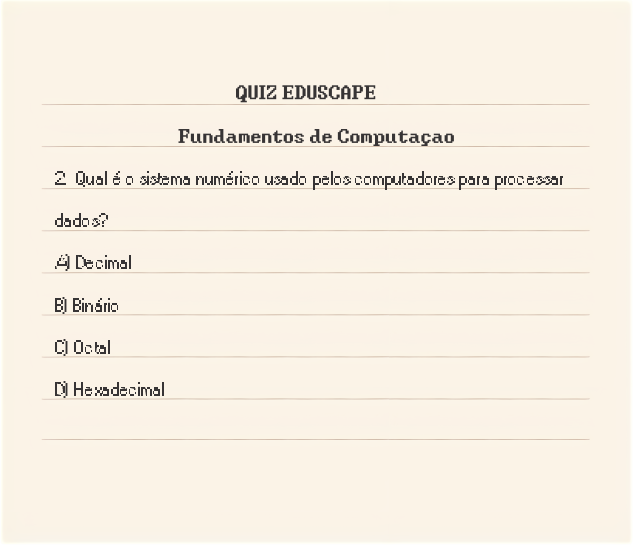 QUIZ EDUSCAPE
Fundamentos de Computaçao
2. Qual é o sistema numérico usado pelos computadores para processar
dados?
A) Decimal
B) Binário
C) Octal
D) Hexadecimal